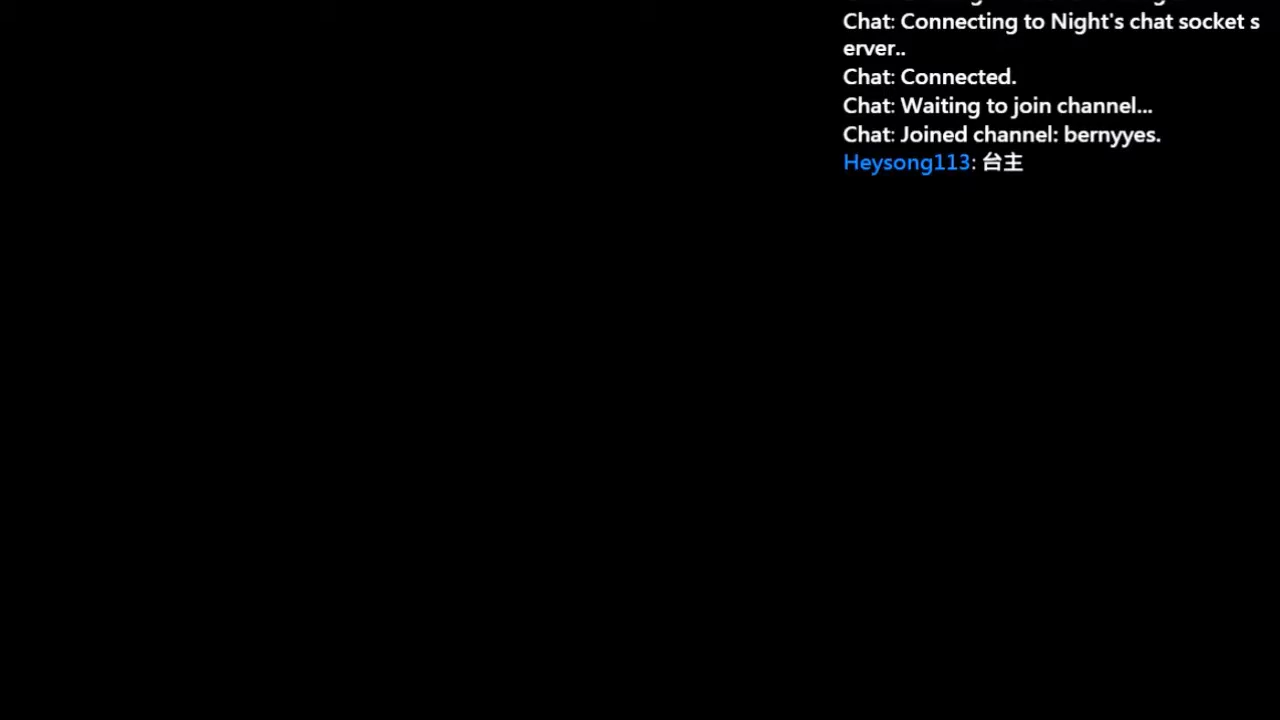 Chat: Connecting to Night's chat socket s
erver..
Chat: Connected.
Chat: Waiting to join channel...
Chat: Joined channel: bernyyes.
Heysong113: 台主